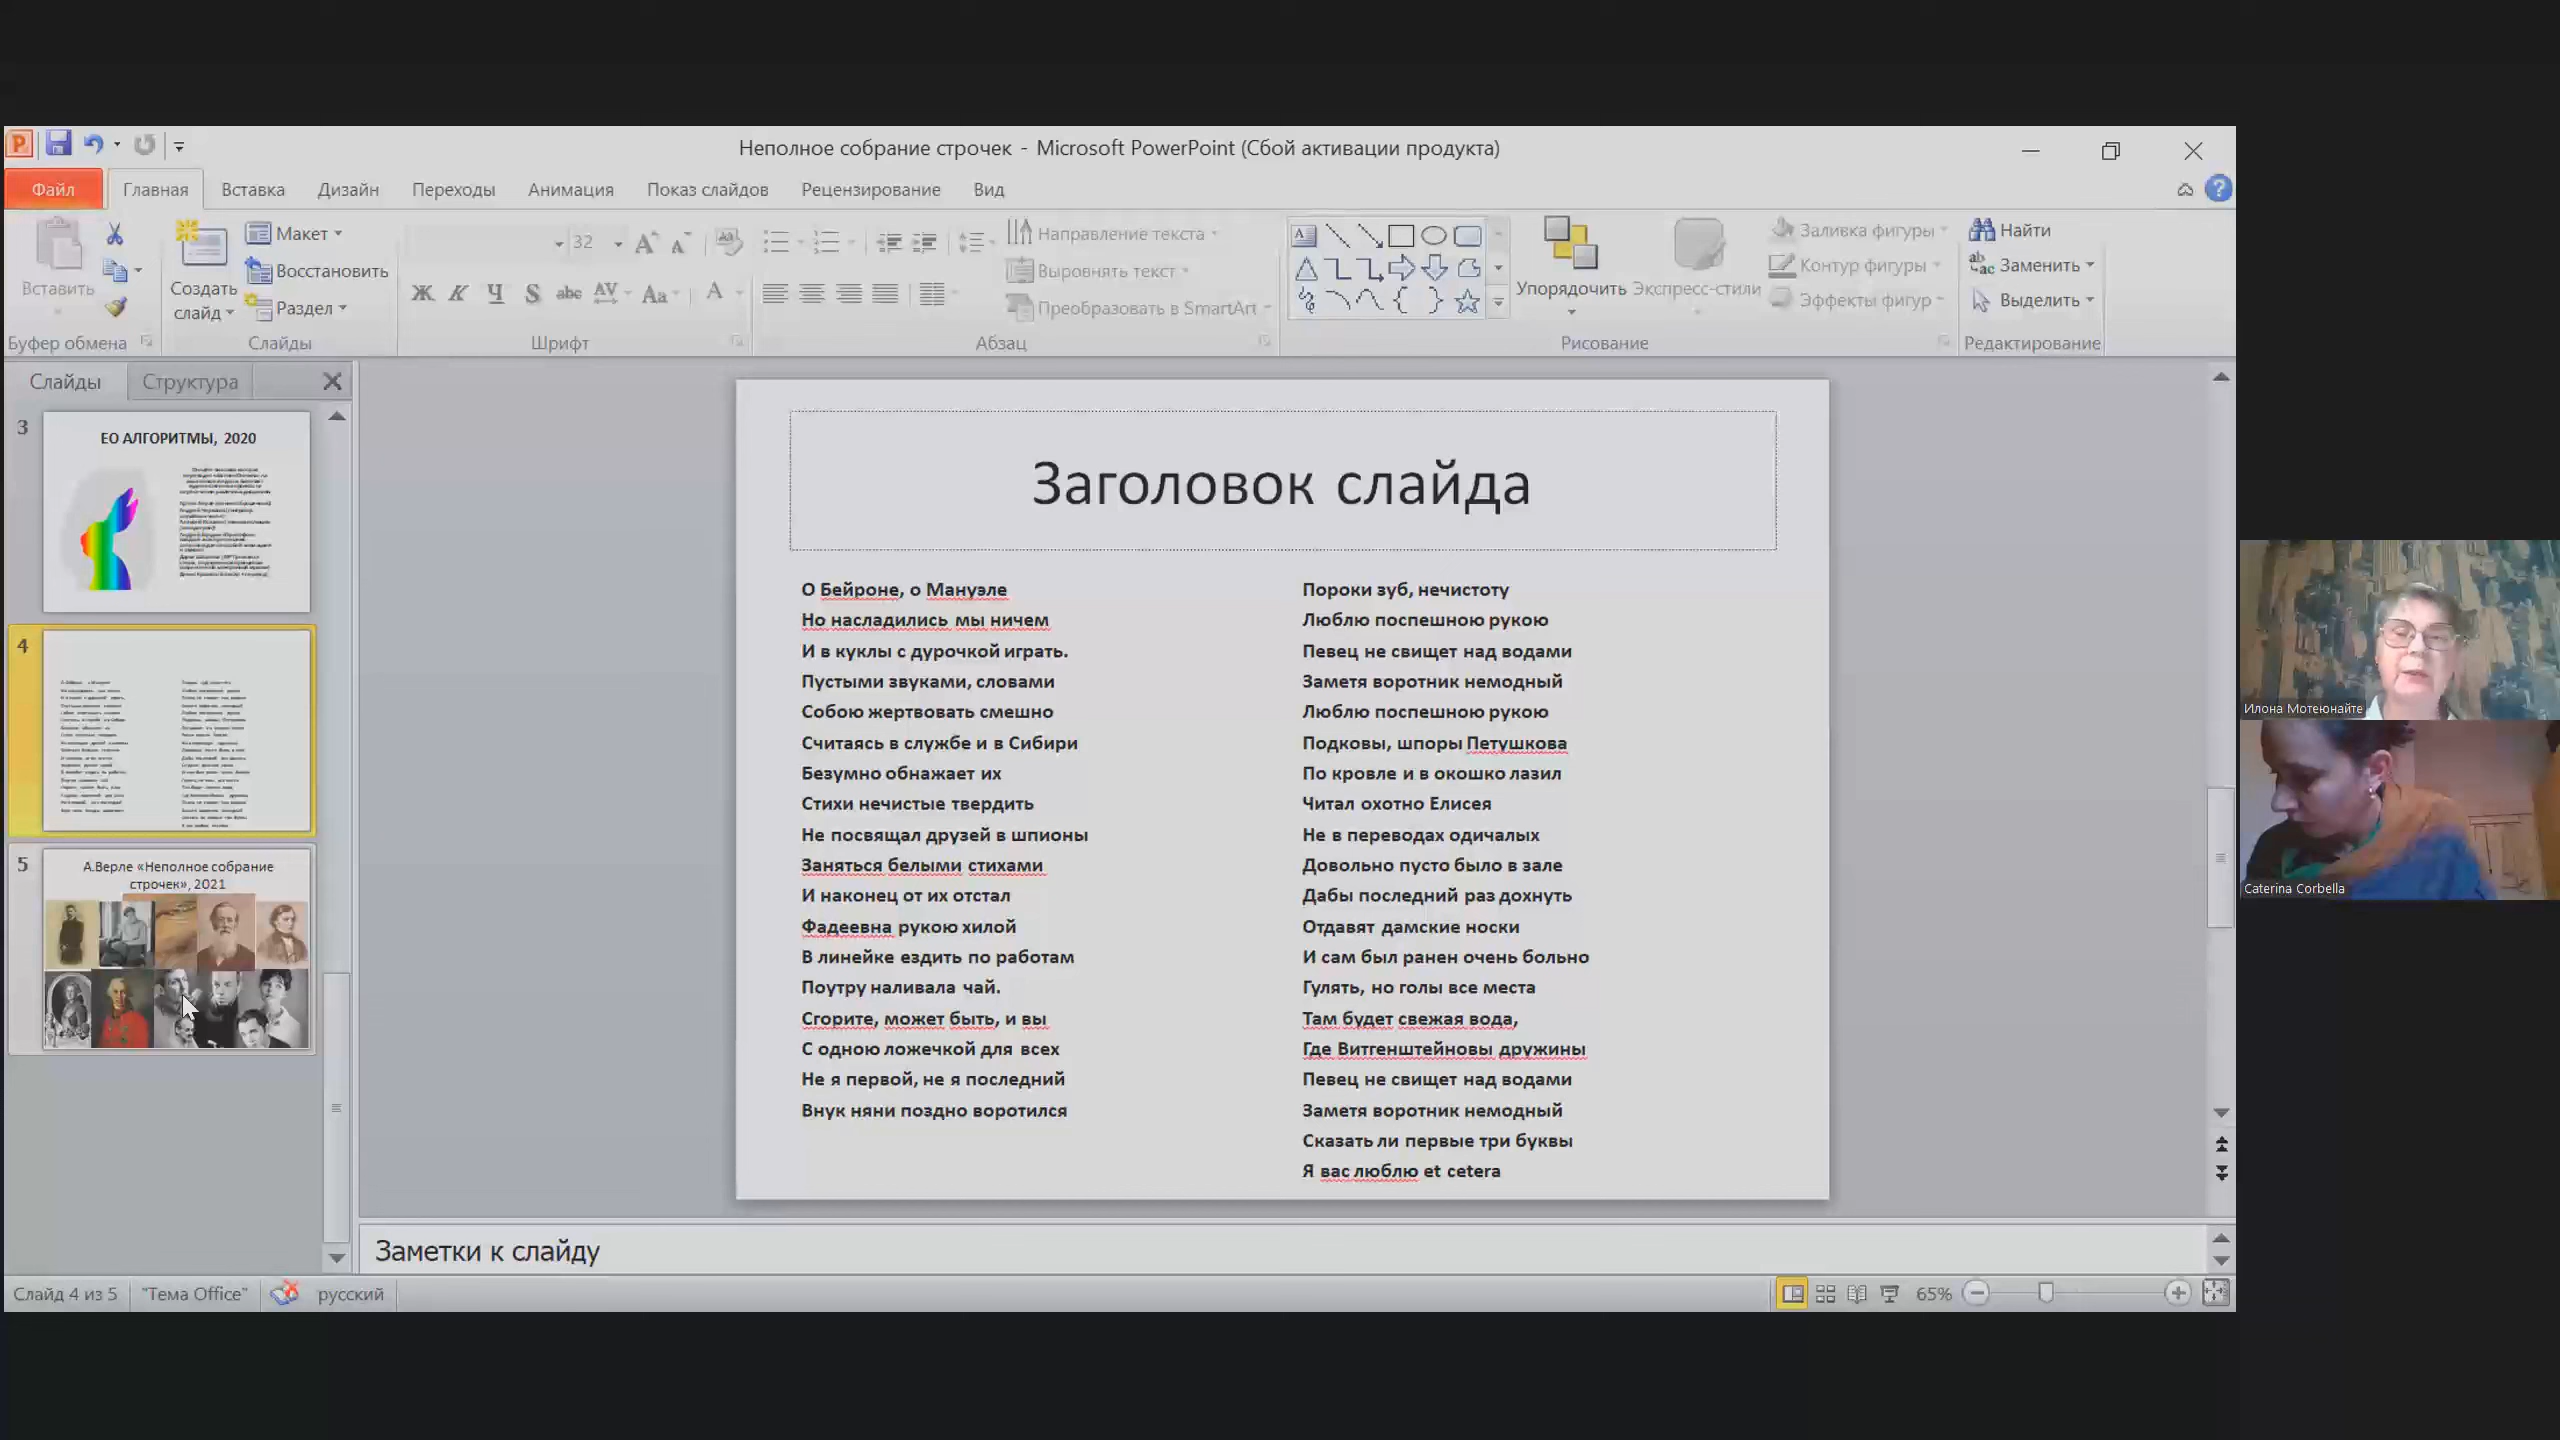 Неполное собрание строчек - Microsoft PowerPoint (Сбой активации продукта)
Файл Главная Вставка Дизайн Переходы Анимация Показ слайдов Рецензирование Вид
Вставить
Буфер обмена
Создать слайд
Макет
Восстановить
Раздел
Слайды
32
Ж К Ч S abc AV Aa А
Шрифт
Направление текста
Выровнять текст
Преобразовать в SmartArt
Абзац
Упорядочить
Экспресс-стили
Заливка фигуры
Контур фигуры
Эффекты фигур
Рисование
Найти
Заменить
Выделить
Редактирование
Слайды Структура
3
ЕО АЛГОРИТМЫ, 2020
4
5
А.Верле «Неполное собрание
строчек», 2021
Заголовок слайда
О Бейроне, о Мануэле
Но насладились мы ничем
И в куклы с дурочкой играть.
Пустыми звуками, словами
Собою жертвовать смешно
Считаясь в службе и в Сибири
Безумно обнажает их
Стихи нечистые твердить
Не посвящал друзей в шпионы
Заняться белыми стихами
И наконец от их отстал
Фадеевна рукою хилой
В линейке ездить по работам
Поутру наливала чай.
Сгорите, может быть, и вы
С одною ложечкой для всех
Не я первой, не я последний
Внук няни поздно воротился
Пороки зуб, нечистоту
Люблю поспешною рукою
Певец не свищет над водами
Заметя воротник немодный
Люблю поспешною рукою
Подковы, шпоры Петушкова
По кровле и в окошко лазил
Читал охотно Елисея
Не в переводах одичалых
Довольно пусто было в зале
Дабы последний раз дохнуть
Отдавят дамские носки
И сам был ранен очень больно
Гулять, но голы все места
Там будет свежая вода,
Где Витгенштейновы дружины
Певец не свищет над водами
Заметя воротник немодный
Сказать ли первые три буквы
Я вас люблю et cetera
Заметки к слайду
Слайд 4 из 5 "Тема Office" русский
65%
Илона Мотеюнайте
Caterina Corbella